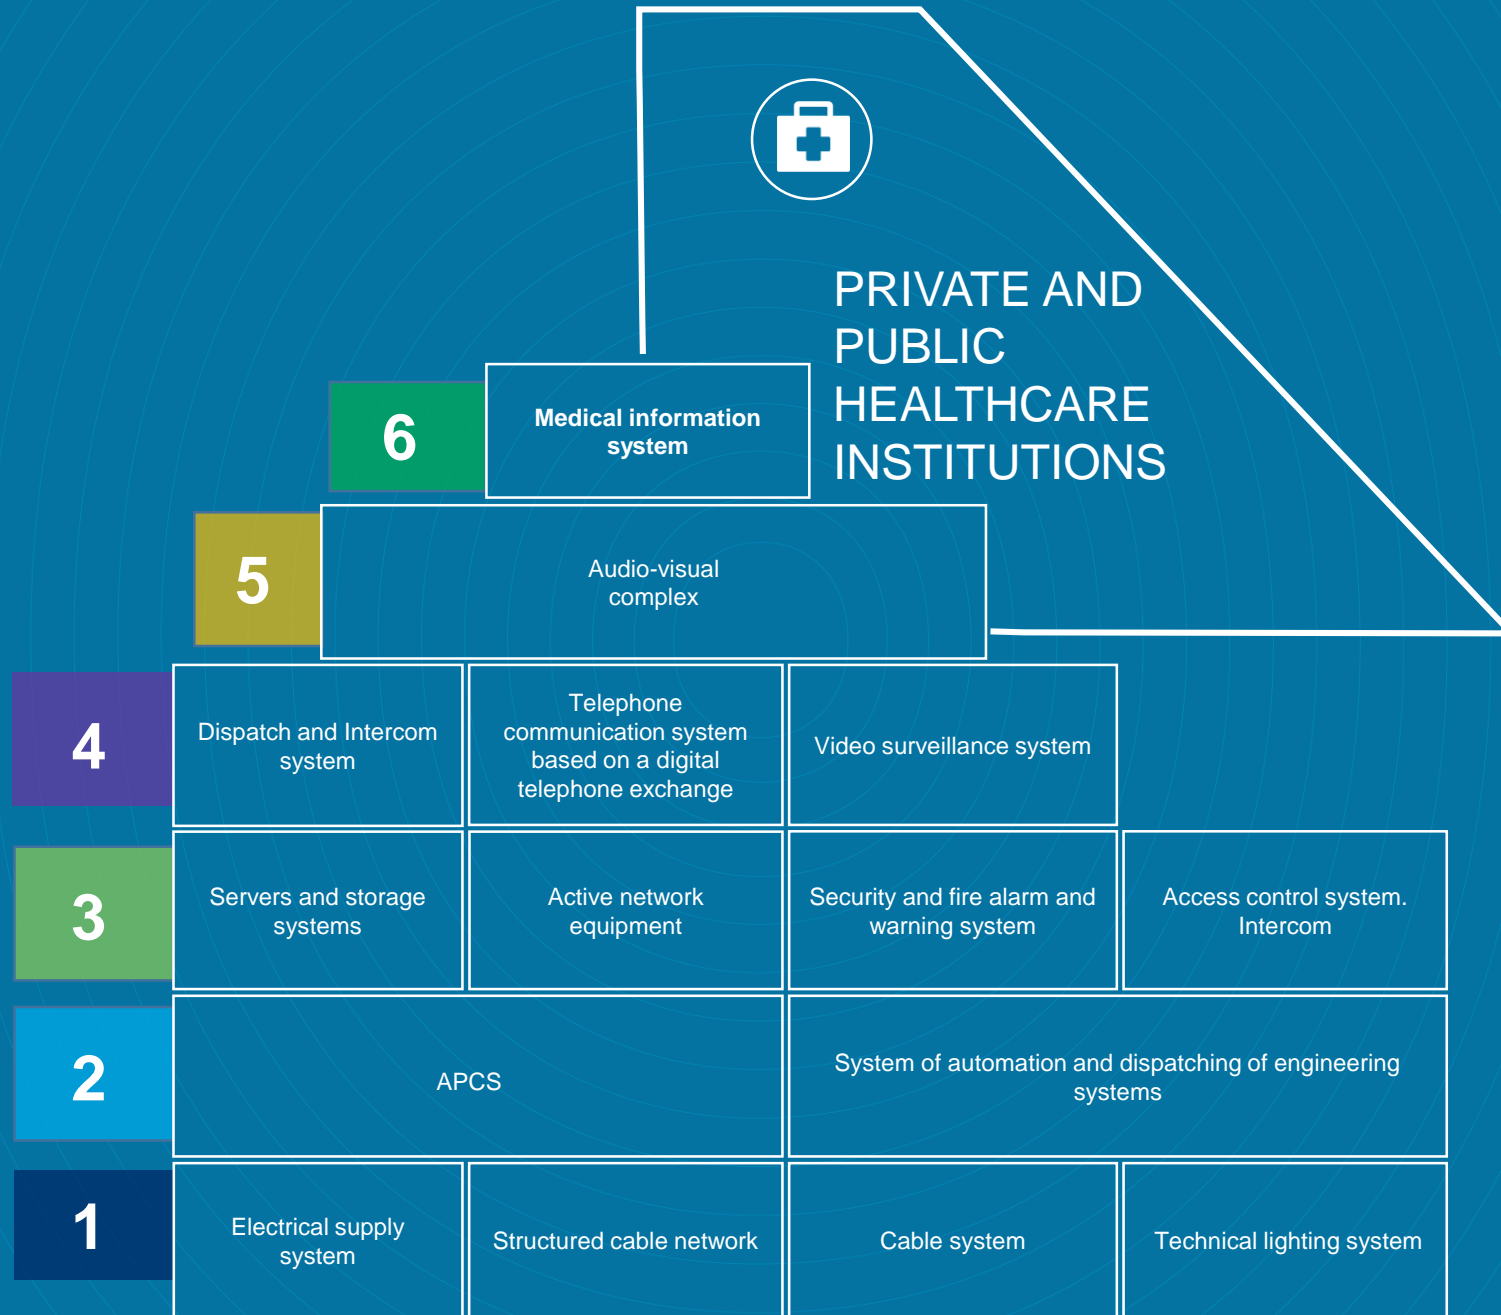 PRIVATE AND
PUBLIC
HEALTHCARE
INSTITUTIONS
6
Medical information
system
5
Audio-visual
complex
4
Dispatch and Intercom
system
Telephone
communication system
based on a digital
telephone exchange
Video surveillance system
3
Servers and storage
systems
Active network
equipment
Security and fire alarm and
warning system
Access control system.
Intercom
2
APCS
System of automation and dispatching of engineering
systems
1
Electrical supply
system
Structured cable network
Cable system
Technical lighting system